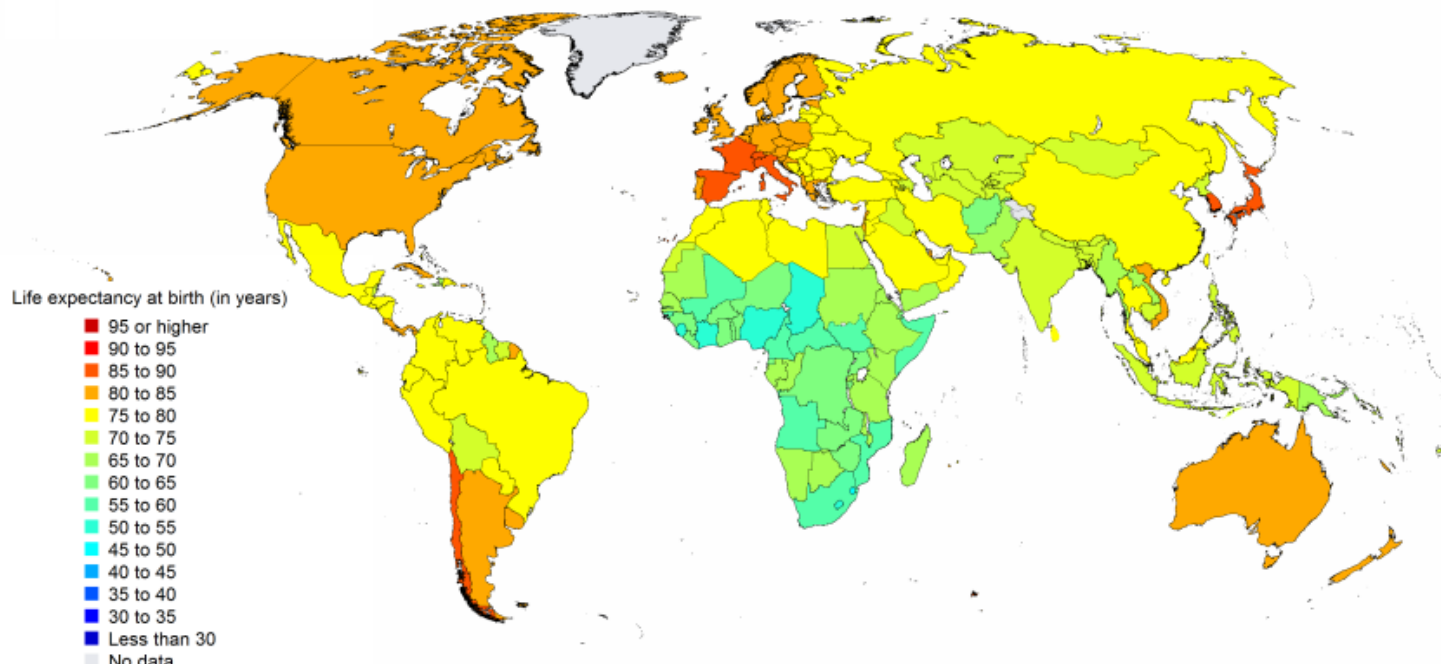 Life expectancy at birth (in years)
95 or higher
90 to 95
85 to 90
80 to 85
75 to 80
70 to 75
65 to 70
60 to 65
55 to 60
50 to 55
45 to 50
40 to 45
35 to 40
30 to 35
Less than 30
No data